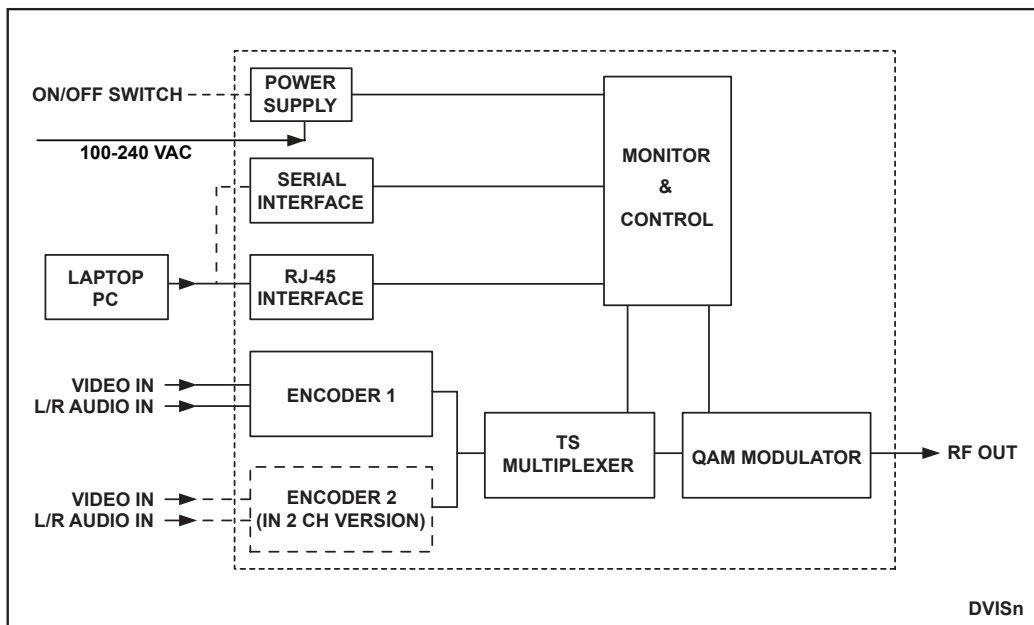 ON/OFF SWITCH
POWER
SUPPLY
100-240 VAC
MONITOR
&
CONTROL
SERIAL
INTERFACE
LAPTOP
PC
RJ-45
INTERFACE
VIDEO IN
L/R AUDIO IN
ENCODER 1
TS
MULTIPLEXER
QAM MODULATOR
RF OUT
VIDEO IN
L/R AUDIO IN
ENCODER 2
(IN 2 CH VERSION)
DVISn